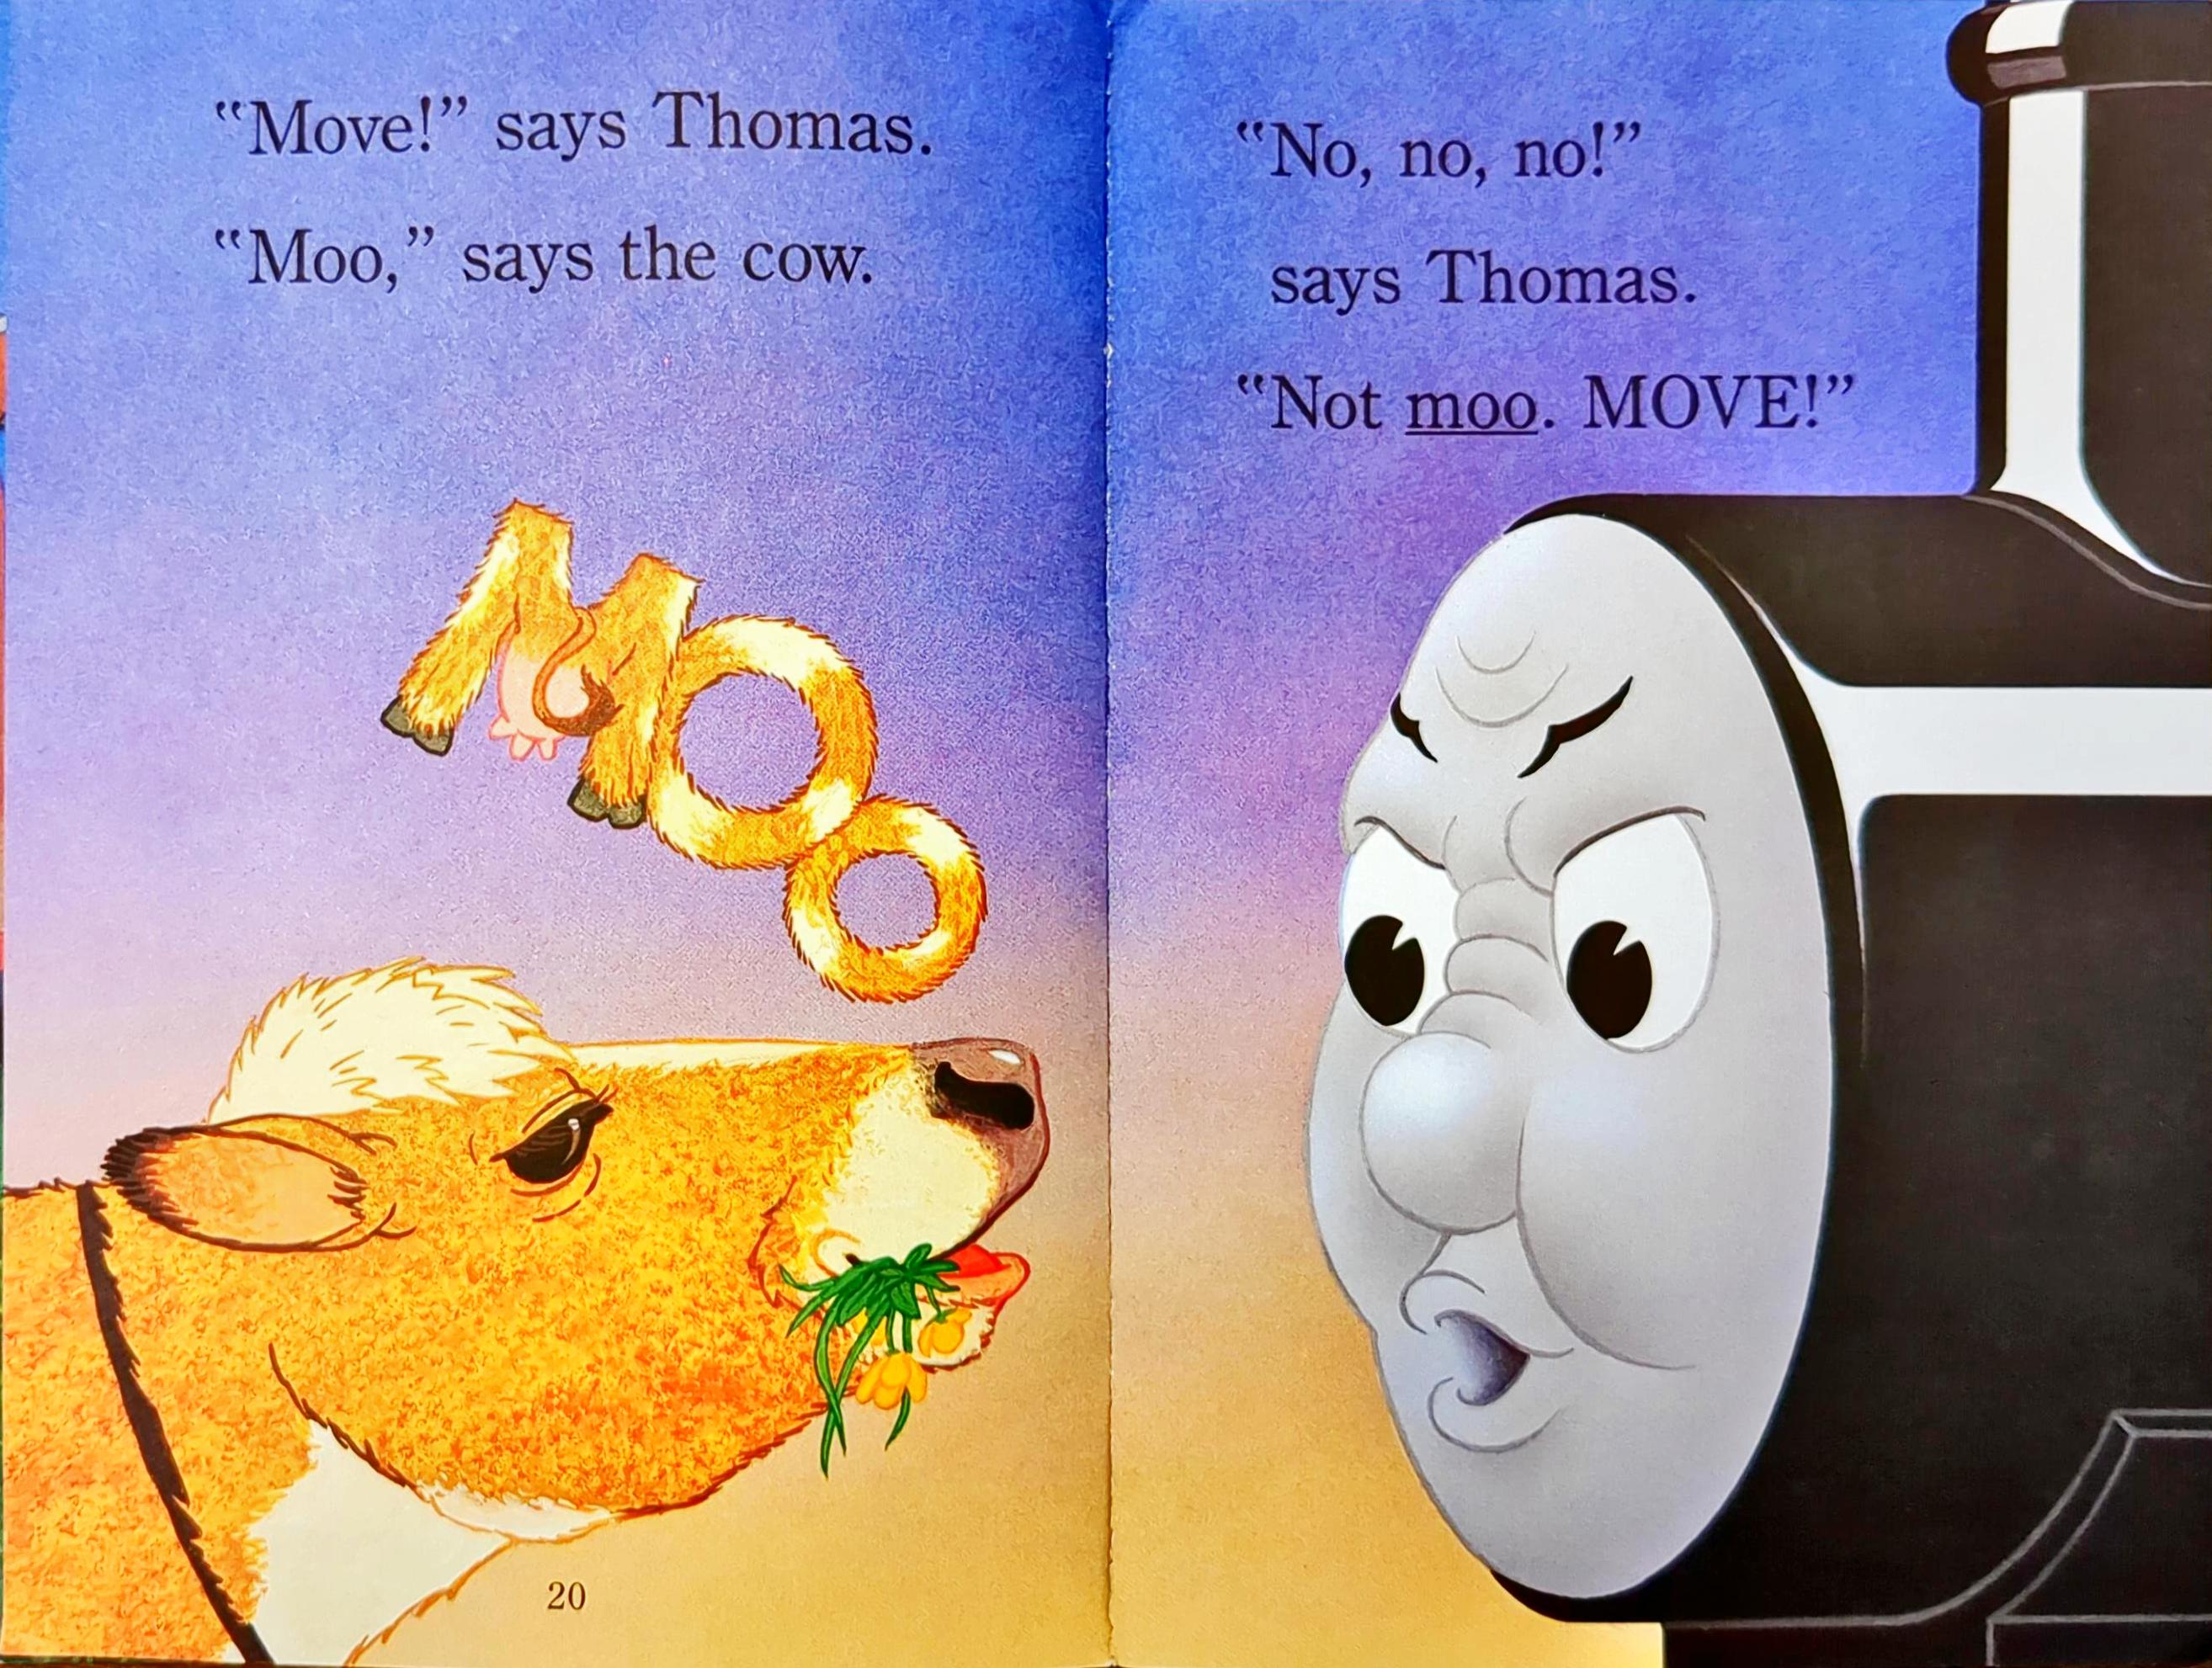 “Move!” says Thomas.
“Moo,” says the cow.
Moo
20
“No, no, no!”
says Thomas.
“Not moo. MOVE!”